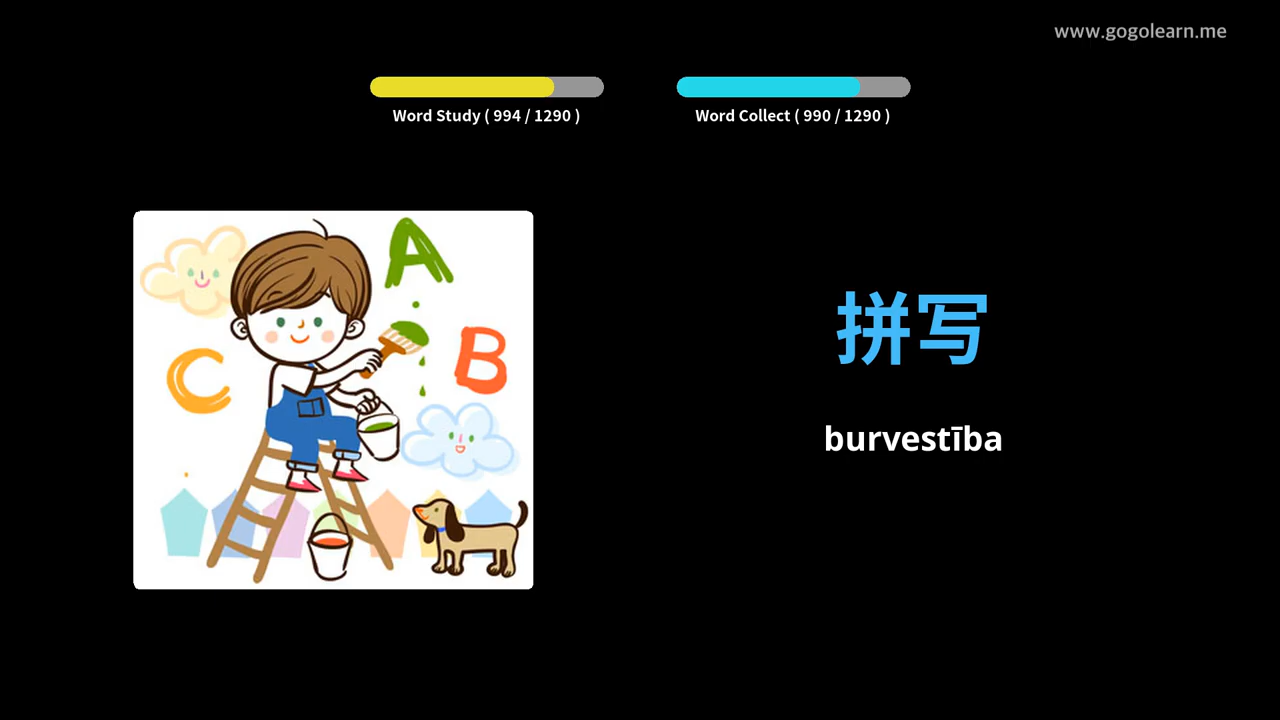 www.gogolearn.me
Word Study ( 994 / 1290 )
Word Collect ( 990 / 1290 )
A
B
C
拼写
burvestība